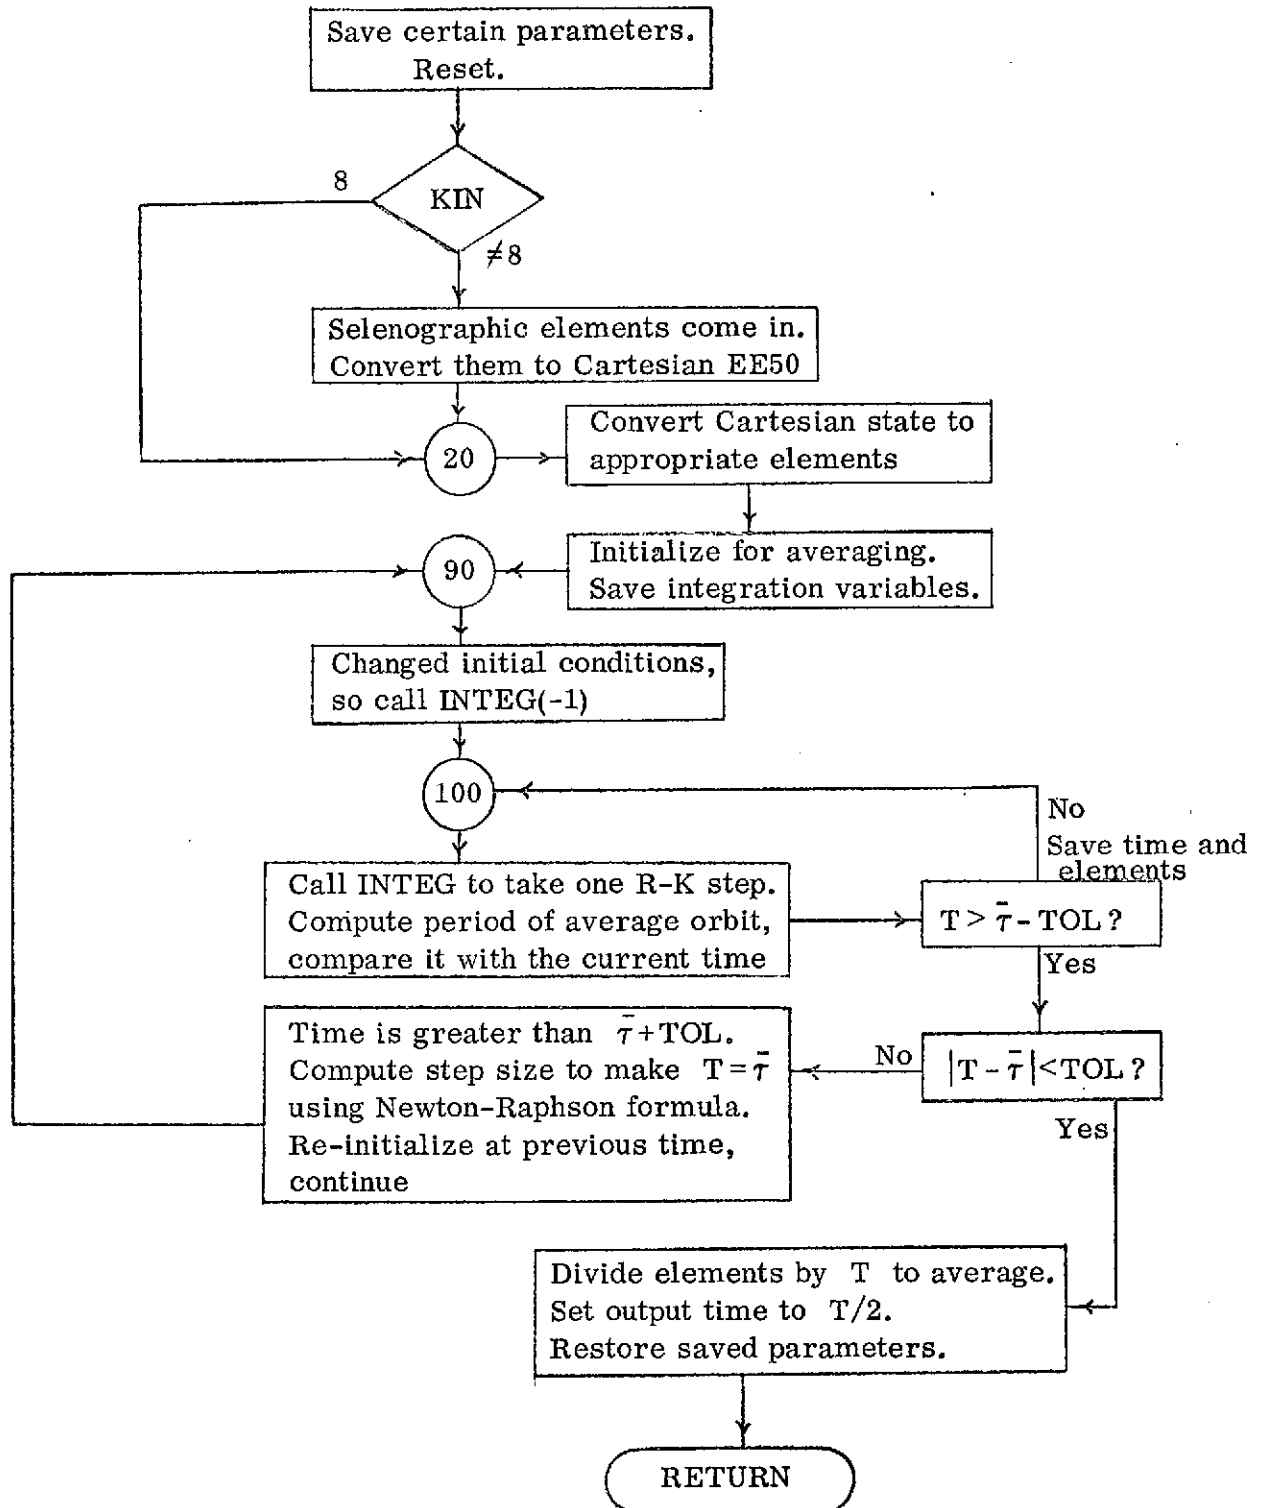 Save certain parameters.
Reset.
KIN
8
≠8
Selenographic elements come in.
Convert them to Cartesian EE50
20
Convert Cartesian state to
appropriate elements
Initialize for averaging.
Save integration variables.
90
Changed initial conditions,
so call INTEG(-1)
100
No
Save time and
elements
Call INTEG to take one R-K step.
Compute period of average orbit,
compare it with the current time
T > τ̄ - TOL ?
Yes
|T - τ̄| < TOL ?
No
Time is greater than τ̄ + TOL.
Compute step size to make T = τ̄
using Newton-Raphson formula.
Re-initialize at previous time,
continue
Yes
Divide elements by T to average.
Set output time to T/2.
Restore saved parameters.
RETURN